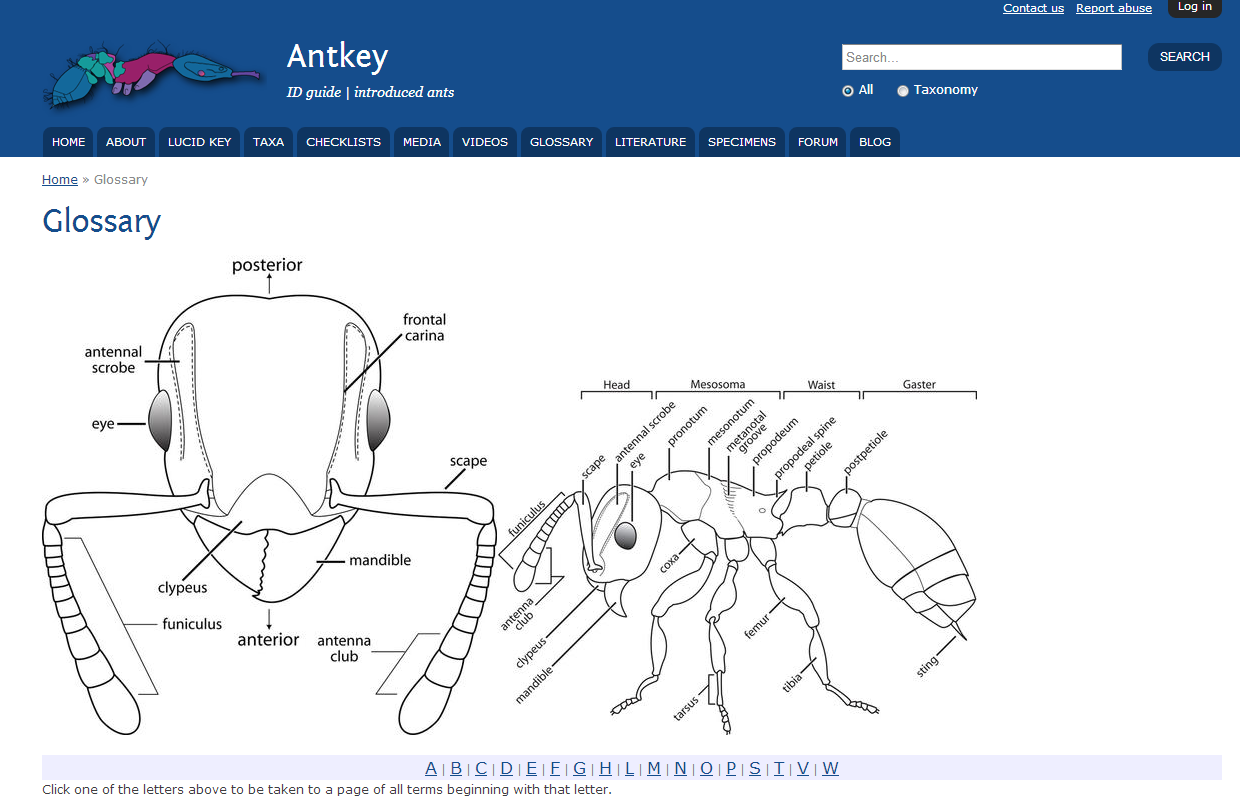 Contact us Report abuse Log in
Antkey
ID guide | introduced ants
Search...
SEARCH
All Taxonomy
HOME ABOUT LUCID KEY TAXA CHECKLISTS MEDIA VIDEOS GLOSSARY LITERATURE SPECIMENS FORUM BLOG
Home » Glossary
Glossary
posterior
frontal
carina
antennal
scrobe
eye
scape
mandible
clypeus
funiculus
anterior
antenna
club
Head Mesosoma Waist Gaster
funiculus
scape
antennal scrobe
eye
pronotum
mesonotum
metanotal
groove
propodeum
propodeal spine
petiole
postpetiole
coxa
antenna
club
clypeus
mandible
femur
tibia
tarsus
sting
A | B | C | D | E | F | G | H | L | M | N | O | P | S | T | V | W
Click one of the letters above to be taken to a page of all terms beginning with that letter.